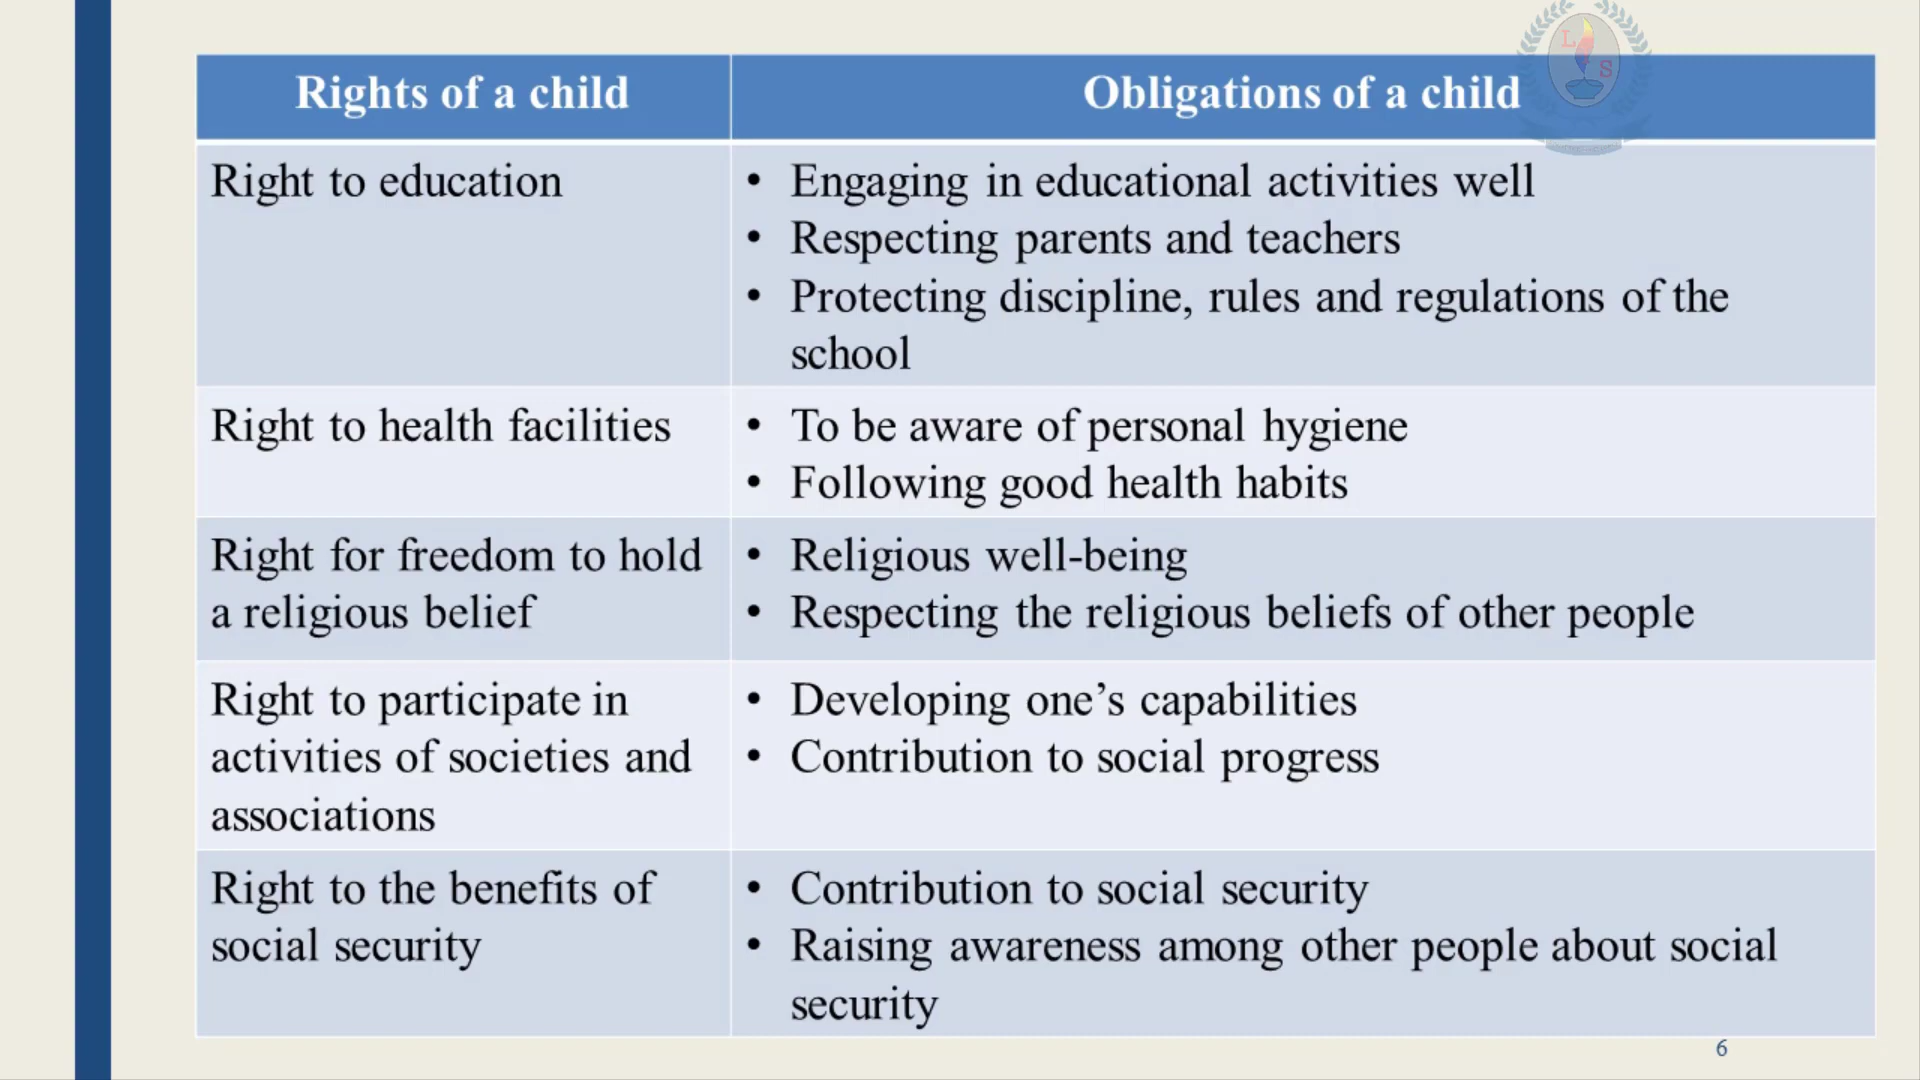 Rights of a child
Obligations of a child
L
S
Right to education
• Engaging in educational activities well
• Respecting parents and teachers
• Protecting discipline, rules and regulations of the
school
Right to health facilities
• To be aware of personal hygiene
• Following good health habits
Right for freedom to hold
a religious belief
• Religious well-being
• Respecting the religious beliefs of other people
Right to participate in
activities of societies and
associations
• Developing one’s capabilities
• Contribution to social progress
Right to the benefits of
social security
• Contribution to social security
• Raising awareness among other people about social
security
6